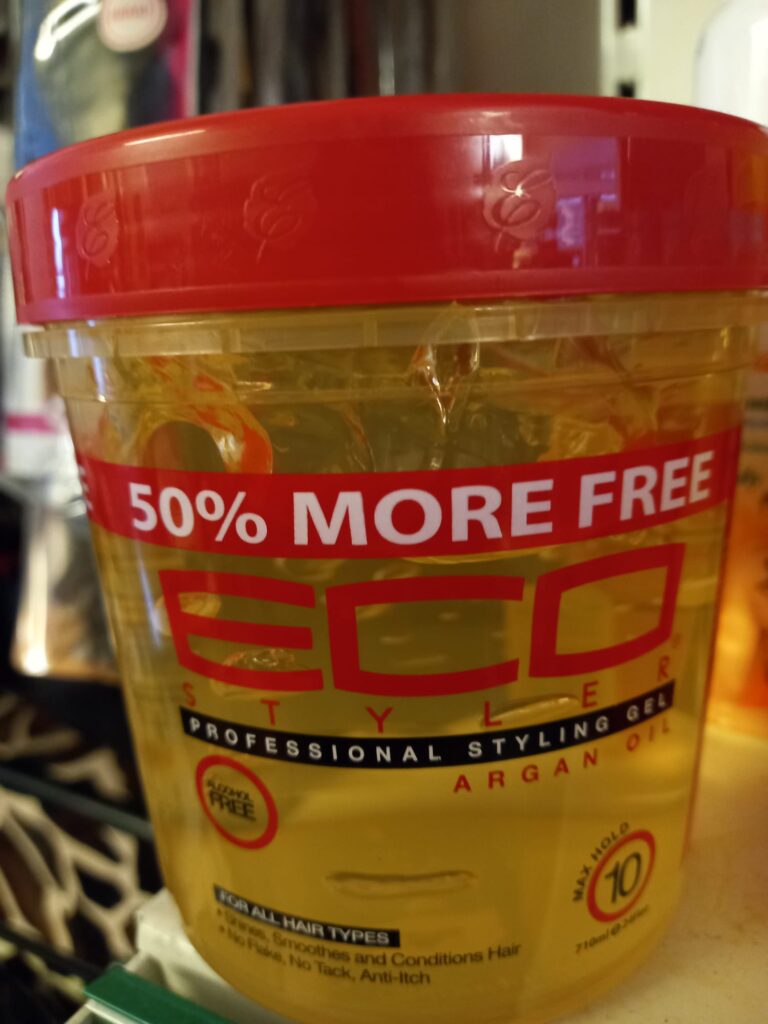 50% MORE FREE
ECO
STYLER
PROFESSIONAL STYLING GEL
ARGAN OIL
ALCOHOL
FREE
MAX HOLD
10
710ml
FOR ALL HAIR TYPES
• Shines, Smoothes and Conditions Hair
• No Flake, No Tack, Anti-Itch